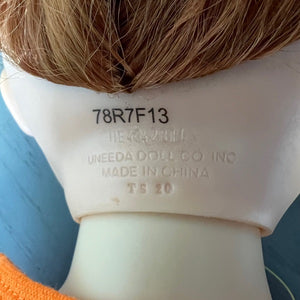 78R7F13
UNEEDA DOLL CO. INC
MADE IN CHINA
TS 20